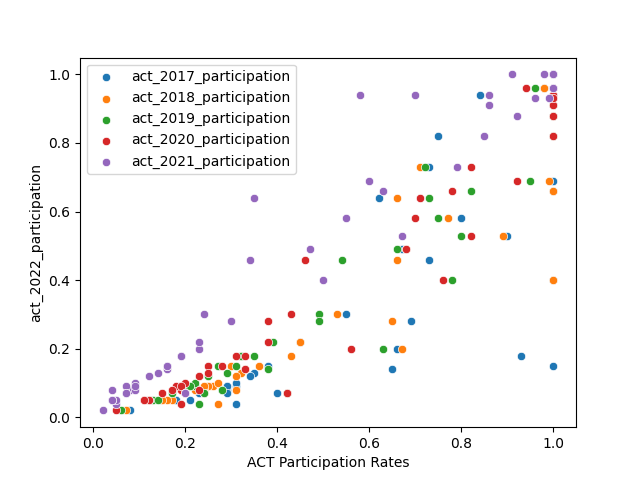 act_2017_participation
act_2018_participation
act_2019_participation
act_2020_participation
act_2021_participation
act_2022_participation
1.0
0.8
0.6
0.4
0.2
0.0
0.0 0.2 0.4 0.6 0.8 1.0
ACT Participation Rates